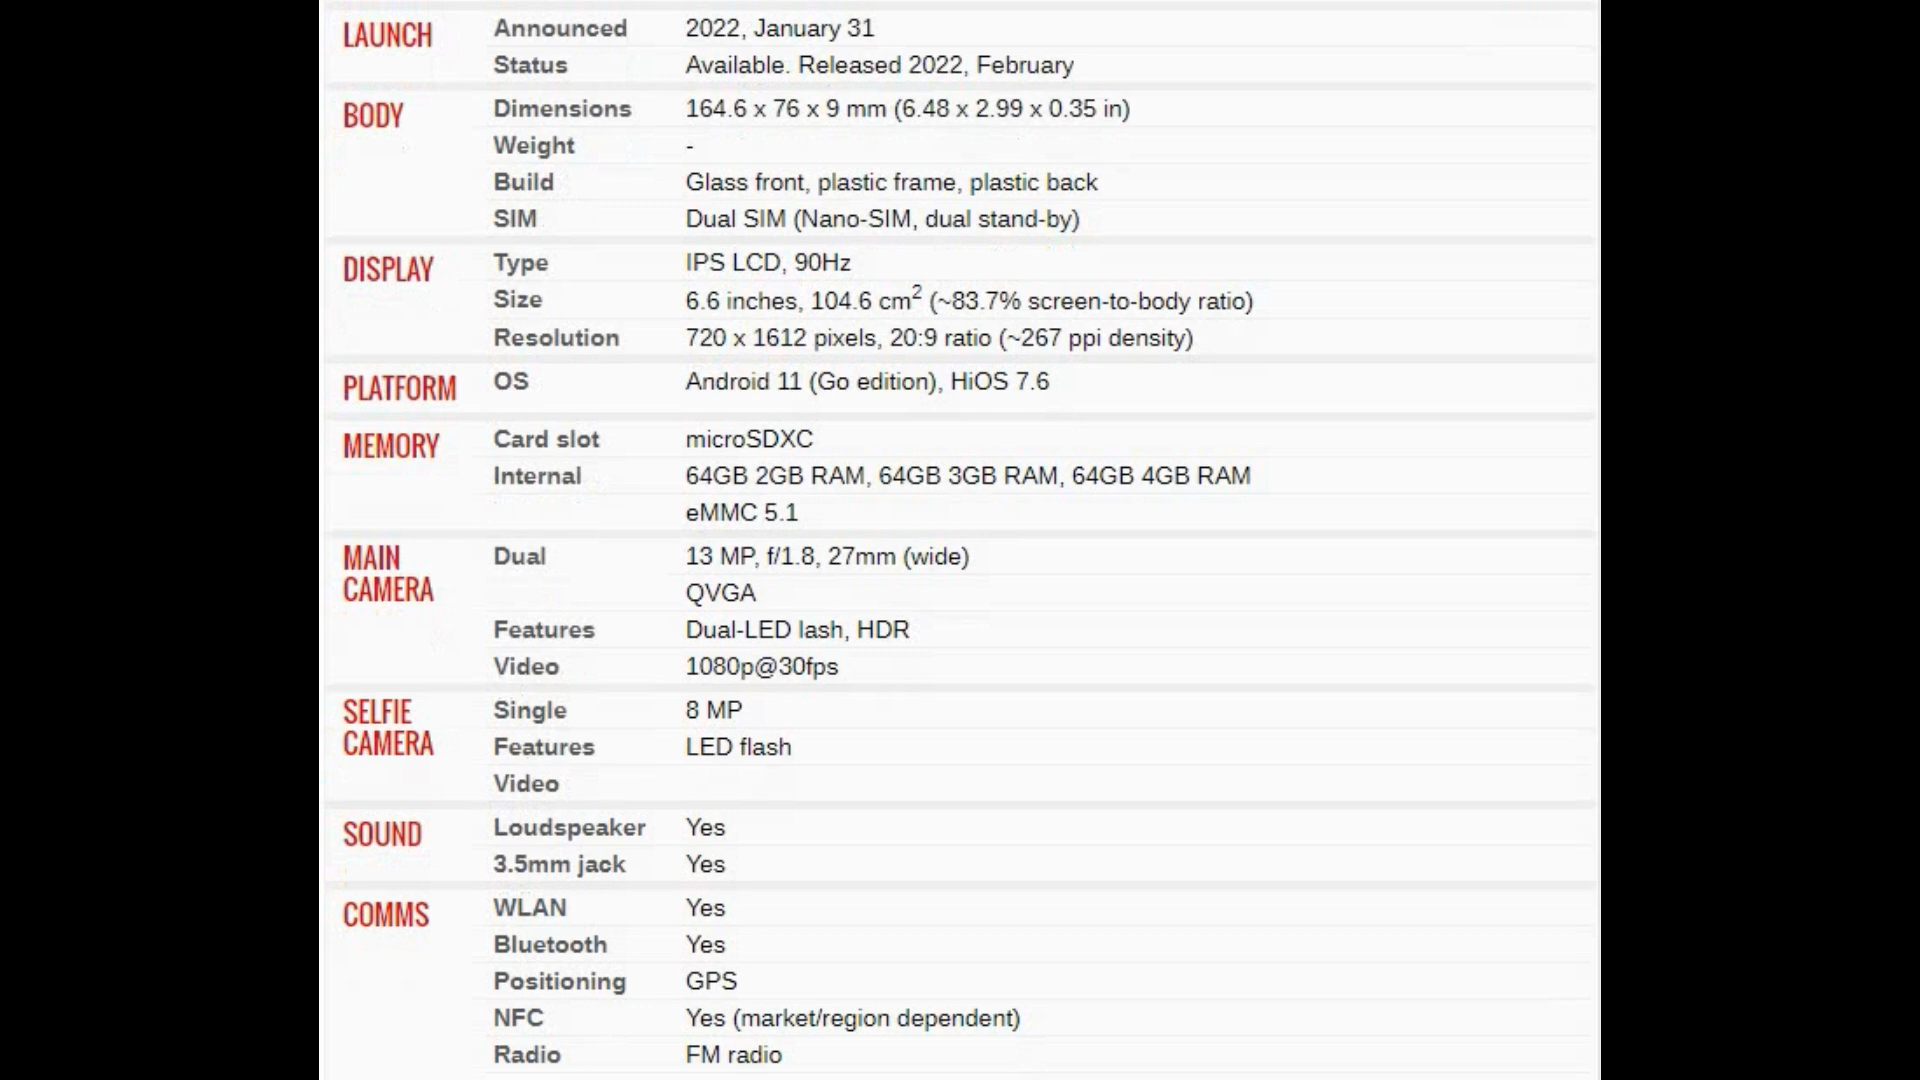 LAUNCH Announced 2022, January 31
Status Available. Released 2022, February
BODY Dimensions 164.6 x 76 x 9 mm (6.48 x 2.99 x 0.35 in)
Weight -
Build Glass front, plastic frame, plastic back
SIM Dual SIM (Nano-SIM, dual stand-by)
DISPLAY Type IPS LCD, 90Hz
Size 6.6 inches, 104.6 cm² (~83.7% screen-to-body ratio)
Resolution 720 x 1612 pixels, 20:9 ratio (~267 ppi density)
PLATFORM OS Android 11 (Go edition), HiOS 7.6
MEMORY Card slot microSDXC
Internal 64GB 2GB RAM, 64GB 3GB RAM, 64GB 4GB RAM
eMMC 5.1
MAIN CAMERA Dual 13 MP, f/1.8, 27mm (wide)
QVGA
Features Dual-LED lash, HDR
Video 1080p@30fps
SELFIE CAMERA Single 8 MP
Features LED flash
Video
SOUND Loudspeaker Yes
3.5mm jack Yes
COMMS WLAN Yes
Bluetooth Yes
Positioning GPS
NFC Yes (market/region dependent)
Radio FM radio